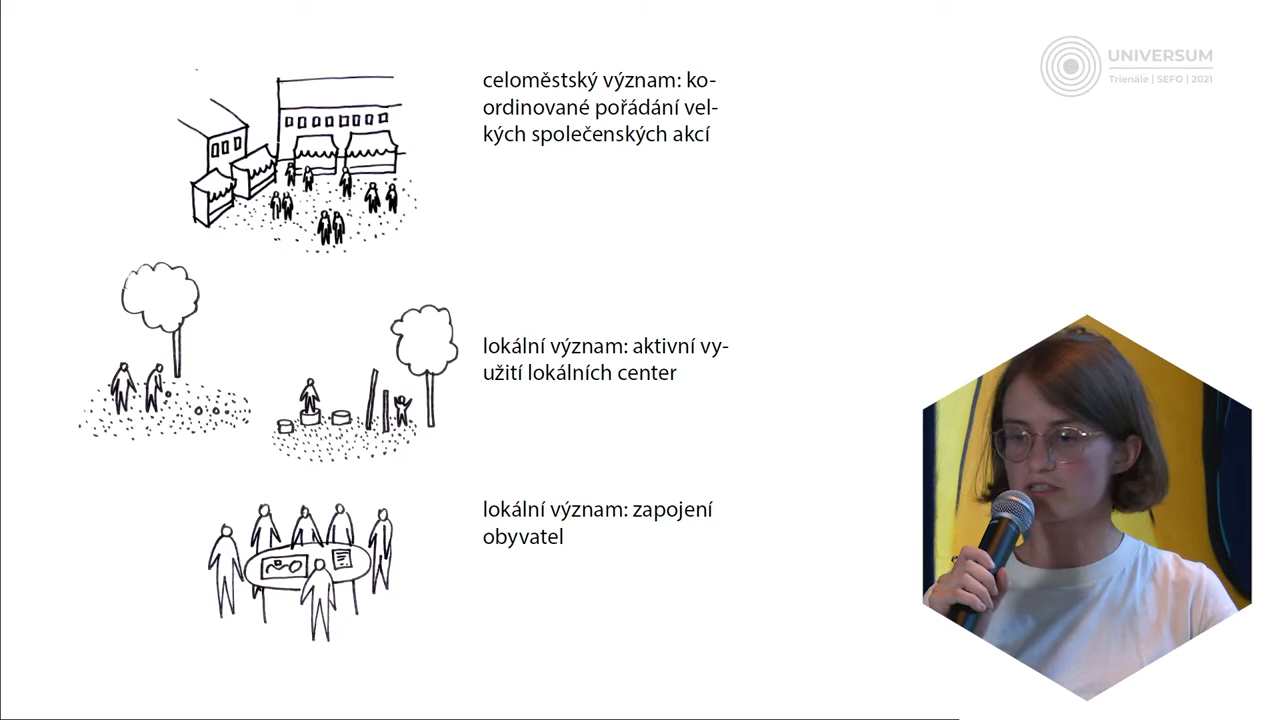 UNIVERSUM
Trienále | SEFO | 2021
celoměstský význam: ko-
ordinované pořádání vel-
kých společenských akcí
lokální význam: aktivní vy-
užití lokálních center
lokální význam: zapojení
obyvatel